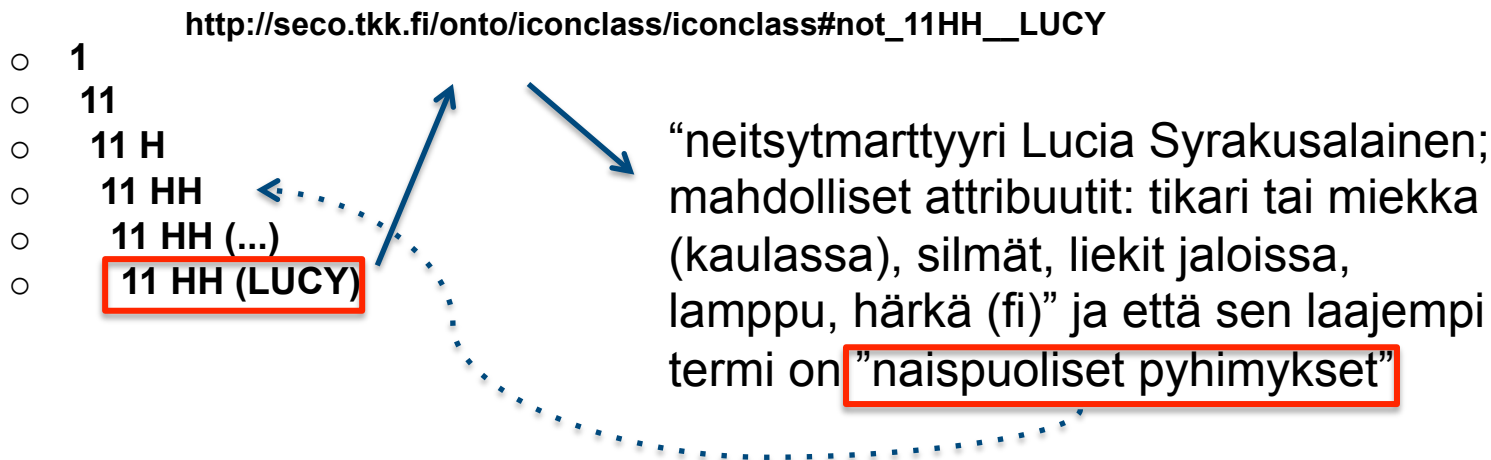 http://seco.tkk.fi/onto/iconclass/iconclass#not_11HH__LUCY
○ 1
○ 11
○ 11 H
○ 11 HH
○ 11 HH (...)
○ 11 HH (LUCY)
“neitsytmarttyyri Lucia Syrakusalainen;
mahdolliset attribuutit: tikari tai miekka
(kaulassa), silmät, liekit jaloissa,
lamppu, härkä (fi)” ja että sen laajempi
termi on ”naispuoliset pyhimykset”